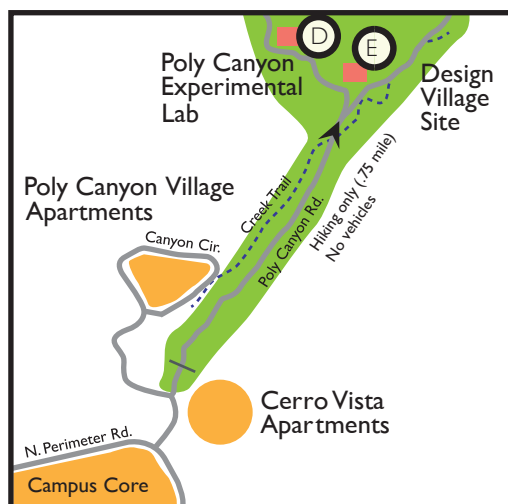 D
E
Poly Canyon
Experimental
Lab
Design
Village
Site
Creek Trail
Poly Canyon Rd.
Hiking only (.75 mile)
No vehicles
Poly Canyon Village
Apartments
Canyon Cir.
Cerro Vista
Apartments
N. Perimeter Rd.
Campus Core